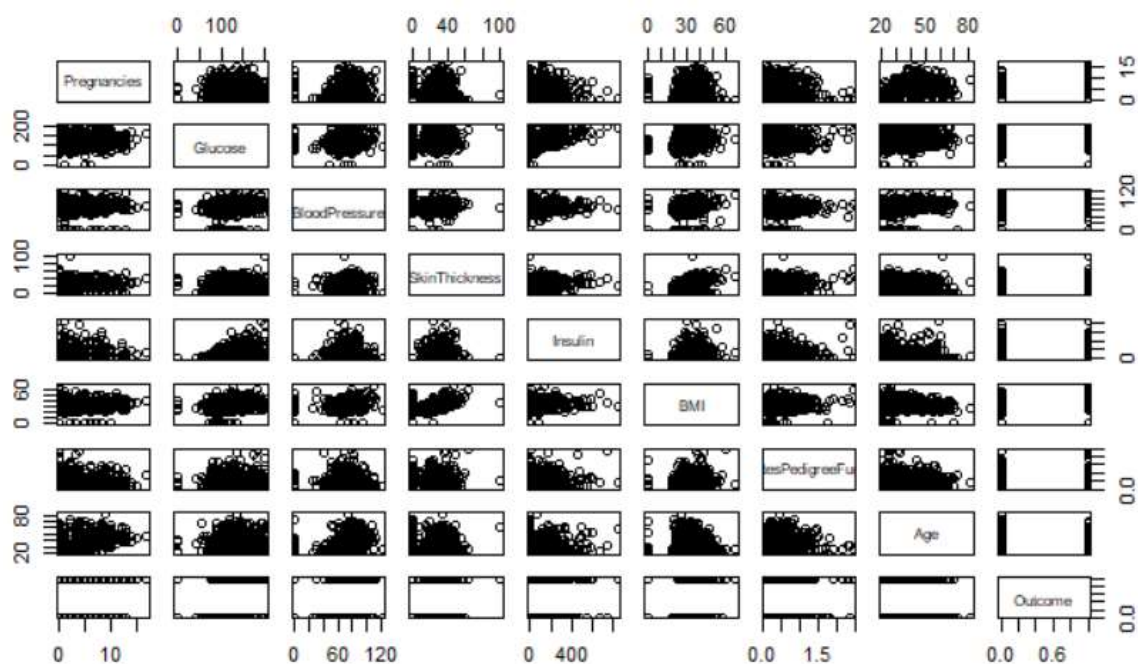 0 100 0 40 100 0 30 60 20 50 80
Pregnancies 0 15
0 200 Glucose 0
BloodPressure 0 120
0 100 SkinThickness
Insulin 0
0 60 BMI
tesPedigreeFu 0.0
20 80 Age
Outcome 0.0
0 10 0 60 120 0 400 0.0 1.5 0.0 0.6